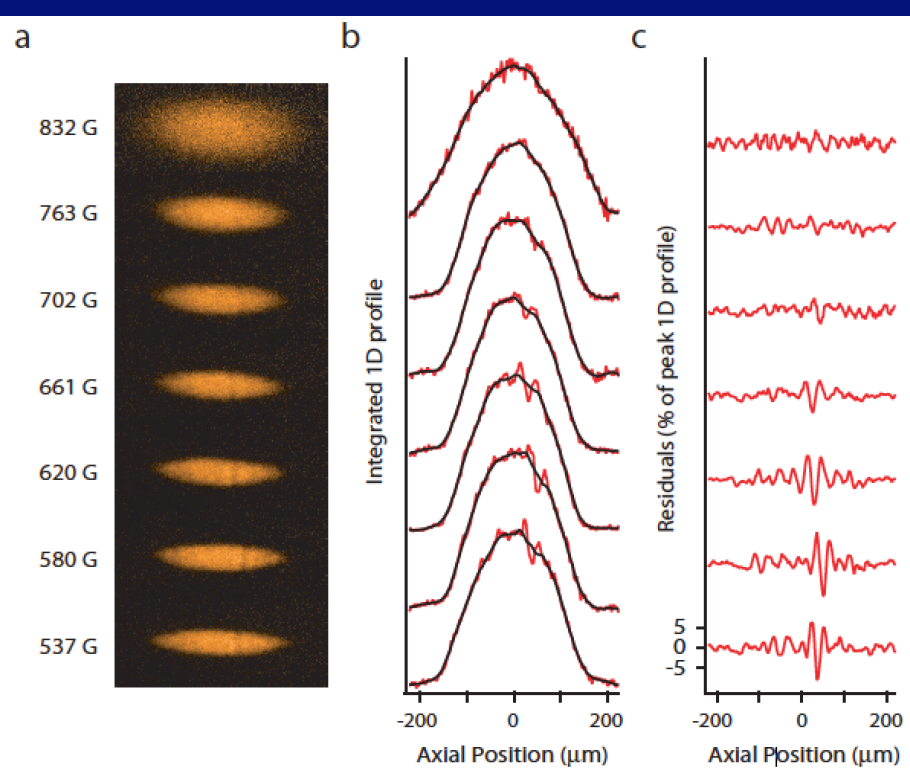 a
b
c
832 G
763 G
702 G
661 G
620 G
580 G
537 G
Integrated 1D profile
Residuals (% of peak 1D profile)
5
0
-5
-200
0
200
-200
0
200
Axial Position (μm)
Axial Position (μm)